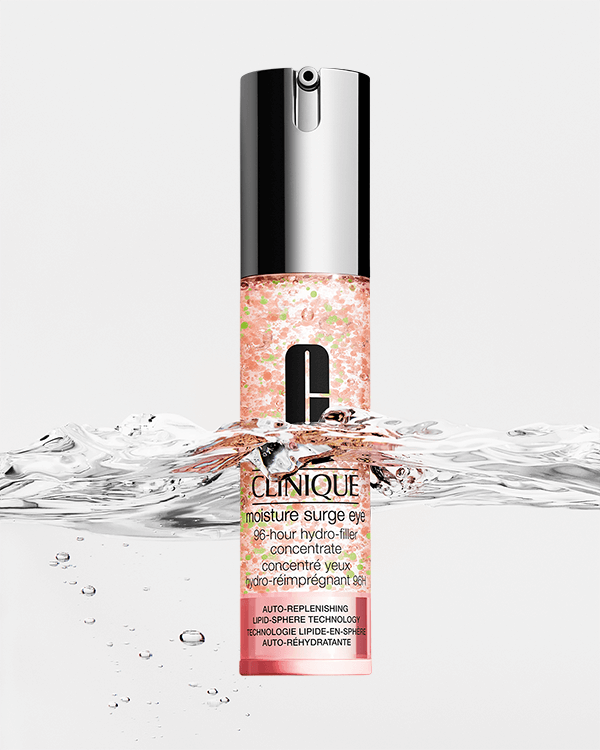 C
CLINIQUE
moisture surge eye
96-hour hydro-filler
concentrate
concentré yeux
hydro-réimprégnant 96H
AUTO-REPLENISHING
LIPID-SPHERE TECHNOLOGY
TECHNOLOGIE LIPIDE-EN-SPHÈRE
AUTO-RÉHYDRATANTE